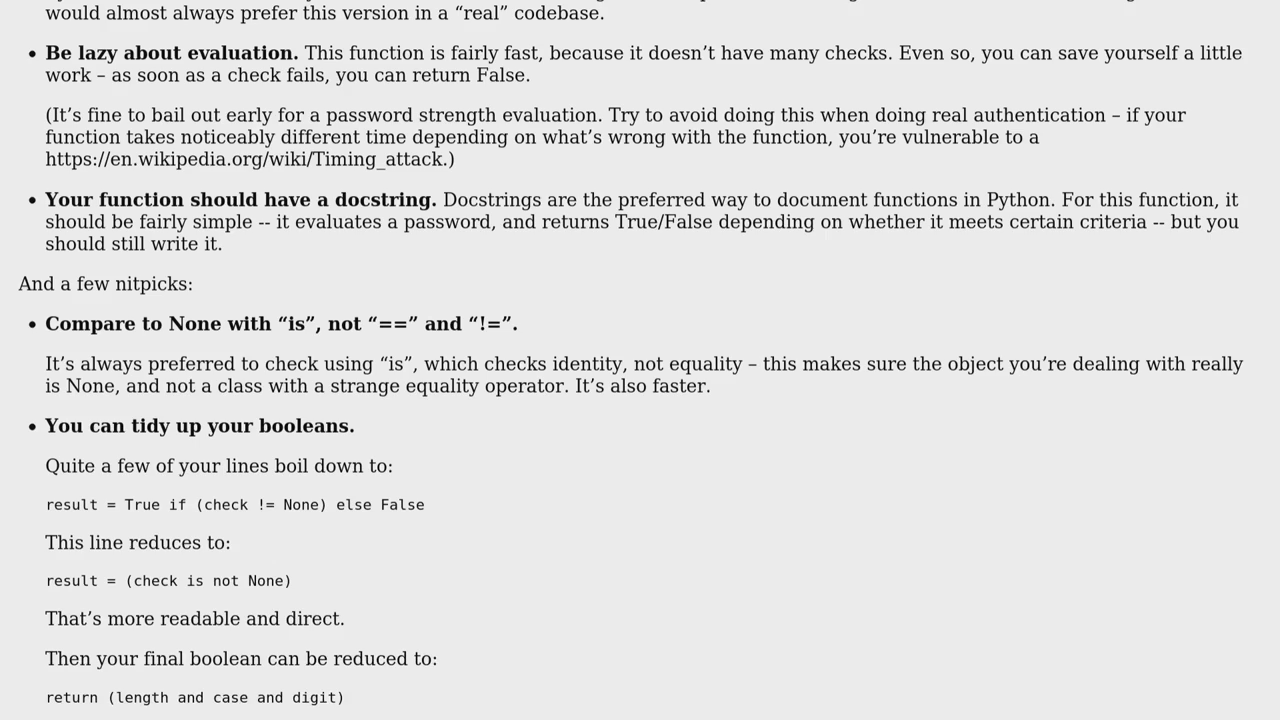 would almost always prefer this version in a “real” codebase.
• Be lazy about evaluation. This function is fairly fast, because it doesn’t have many checks. Even so, you can save yourself a little
work – as soon as a check fails, you can return False.
(It’s fine to bail out early for a password strength evaluation. Try to avoid doing this when doing real authentication – if your
function takes noticeably different time depending on what’s wrong with the function, you’re vulnerable to a
https://en.wikipedia.org/wiki/Timing_attack.)
• Your function should have a docstring. Docstrings are the preferred way to document functions in Python. For this function, it
should be fairly simple -- it evaluates a password, and returns True/False depending on whether it meets certain criteria -- but you
should still write it.
And a few nitpicks:
• Compare to None with “is”, not “==” and “!=”.
It’s always preferred to check using “is”, which checks identity, not equality – this makes sure the object you’re dealing with really
is None, and not a class with a strange equality operator. It’s also faster.
• You can tidy up your booleans.
Quite a few of your lines boil down to:
result = True if (check != None) else False
This line reduces to:
result = (check is not None)
That’s more readable and direct.
Then your final boolean can be reduced to:
return (length and case and digit)